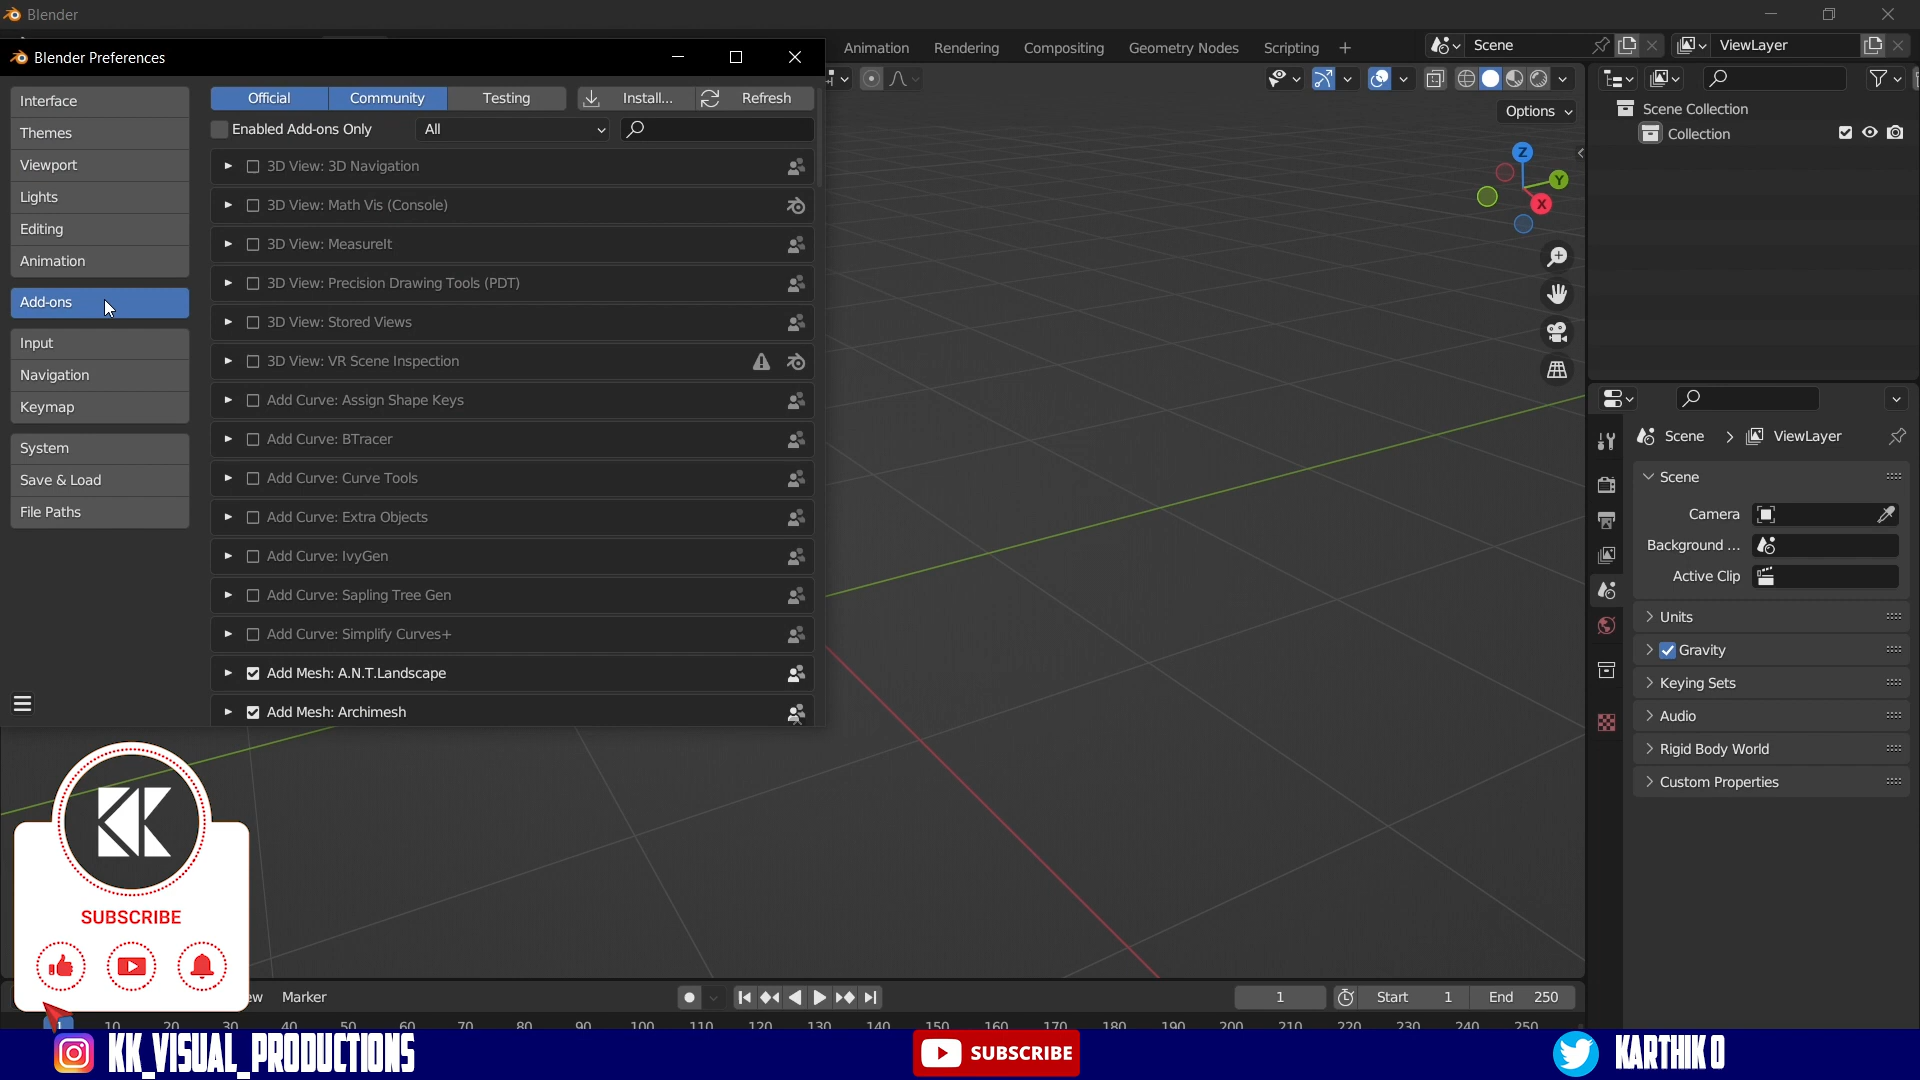 Blender
Blender Preferences
Animation Rendering Compositing Geometry Nodes Scripting
Scene
ViewLayer
Interface
Themes
Viewport
Lights
Editing
Animation
Add-ons
Input
Navigation
Keymap
System
Save & Load
File Paths
Official Community Testing Install... Refresh
Enabled Add-ons Only All
3D View: 3D Navigation
3D View: Math Vis (Console)
3D View: MeasureIt
3D View: Precision Drawing Tools (PDT)
3D View: Stored Views
3D View: VR Scene Inspection
Add Curve: Assign Shape Keys
Add Curve: BTracer
Add Curve: Curve Tools
Add Curve: Extra Objects
Add Curve: IvyGen
Add Curve: Sapling Tree Gen
Add Curve: Simplify Curves+
Add Mesh: A.N.T.Landscape
Add Mesh: Archimesh
Options
Z
Y
X
Scene Collection
Collection
Scene > ViewLayer
Scene
Camera
Background ...
Active Clip
Units
Gravity
Keying Sets
Audio
Rigid Body World
Custom Properties
KK
SUBSCRIBE
ew Marker
1 Start 1 End 250
1 10 20 30 40 50 60 70 80 90 100 110 120 130 140 150 160 170 180 190 200 210 220 230 240 250
KK_VISUAL_PRODUCTIONS
SUBSCRIBE
KARTHIK O